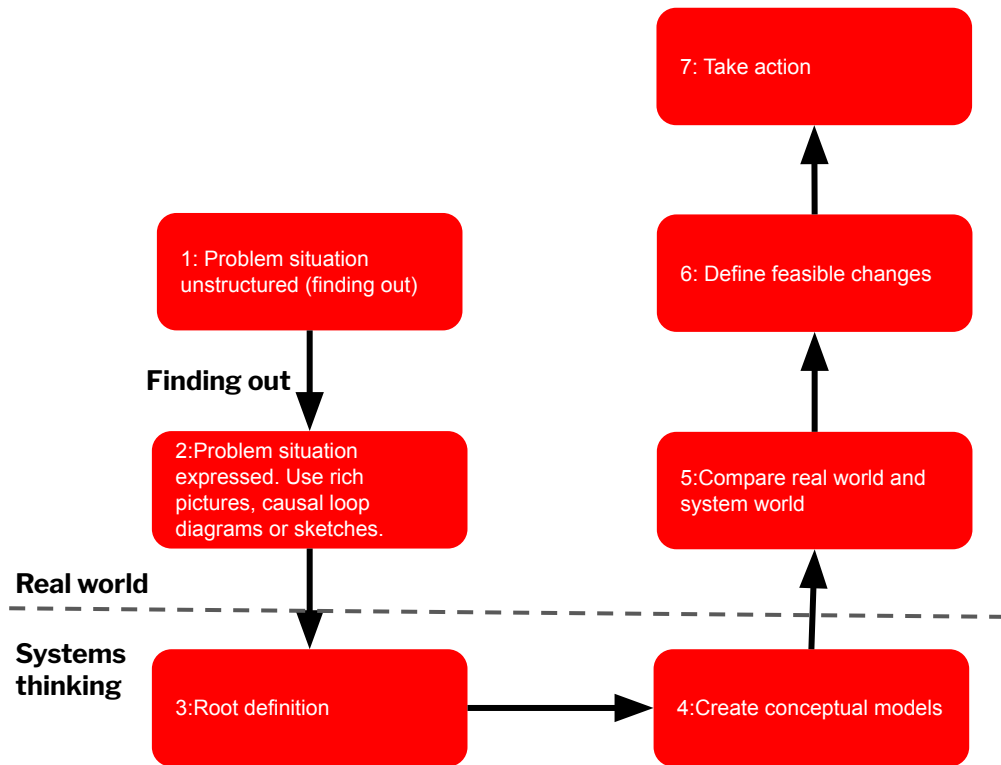 7: Take action
1: Problem situation
unstructured (finding out)
6: Define feasible changes
Finding out
2:Problem situation
expressed. Use rich
pictures, causal loop
diagrams or sketches.
5:Compare real world and
system world
Real world
Systems
thinking
3:Root definition
4:Create conceptual models